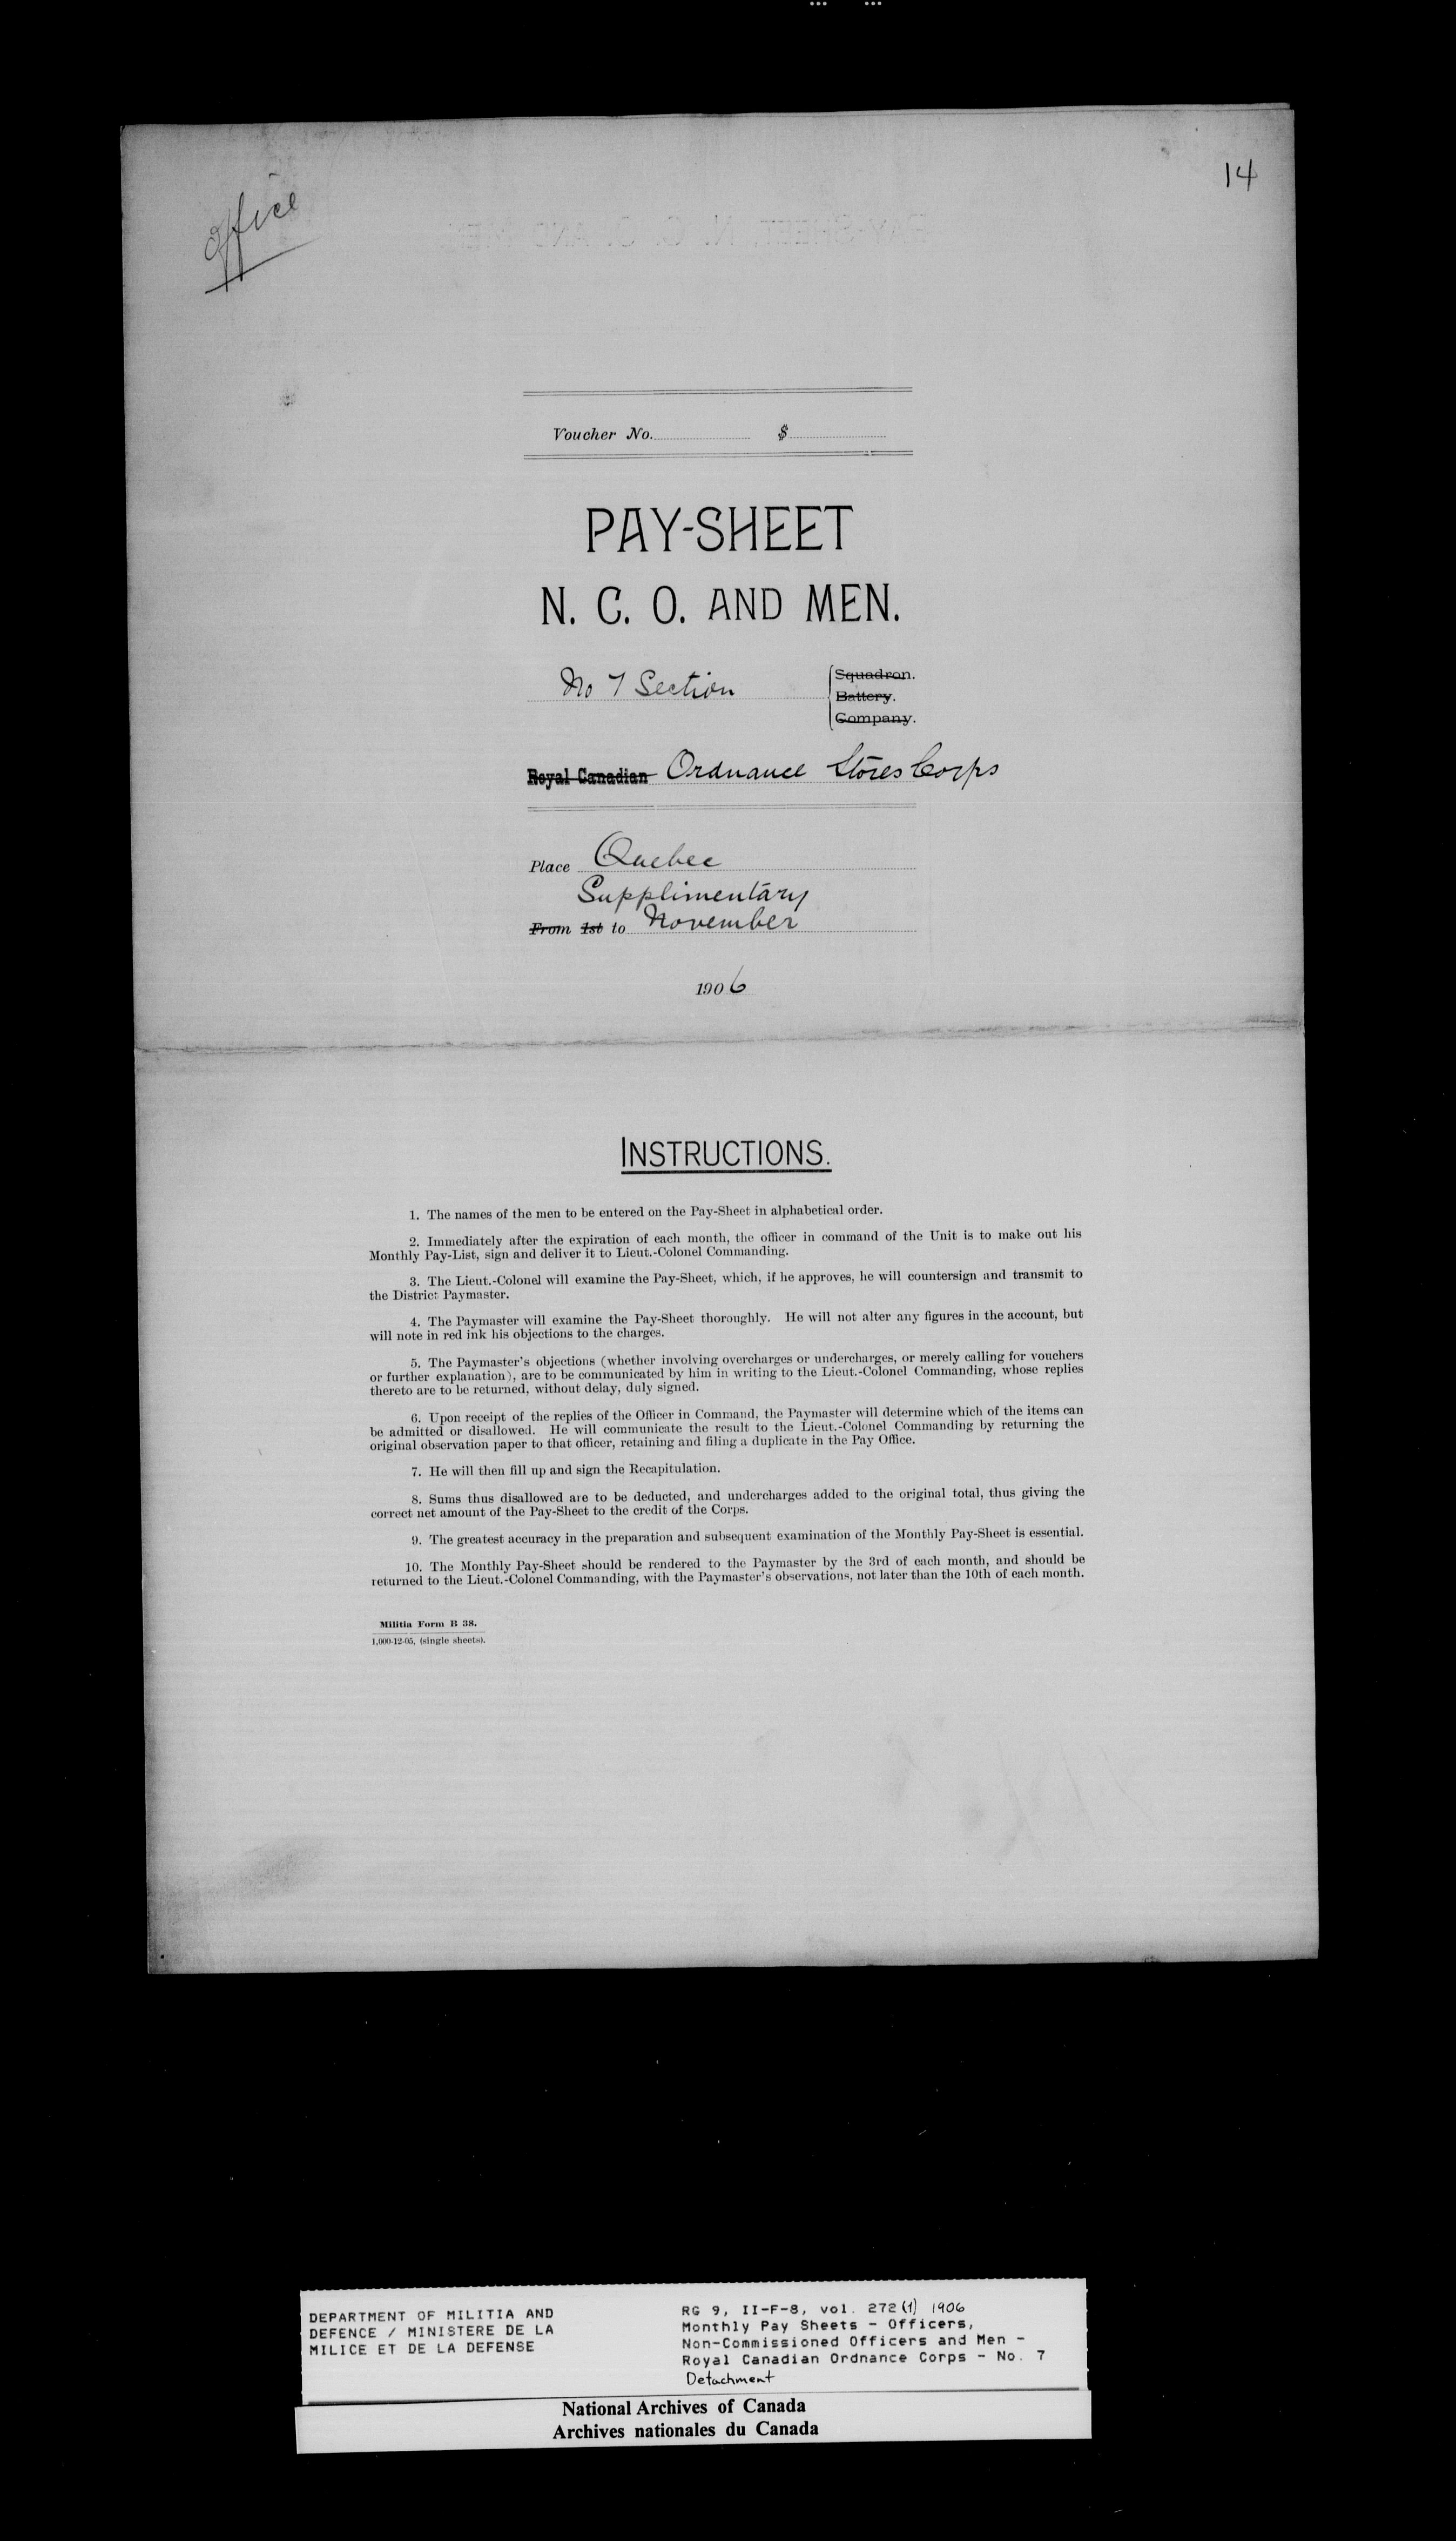 14
office
Voucher No. $
PAY-SHEET
N. C. O. AND MEN.
No 7 Section
Squadron.
Battery.
Company.
Royal Canadian Ordnance Stores Corps
Place Quebec
Supplimentary
From 1st to November
1906
INSTRUCTIONS.
1. The names of the men to be entered on the Pay-Sheet in alphabetical order.
2. Immediately after the expiration of each month, the officer in command of the Unit is to make out his
Monthly Pay-List, sign and deliver it to Lieut.-Colonel Commanding.
3. The Lieut.-Colonel will examine the Pay-Sheet, which, if he approves, he will countersign and transmit to
the District Paymaster.
4. The Paymaster will examine the Pay-Sheet thoroughly. He will not alter any figures in the account, but
will note in red ink his objections to the charges.
5. The Paymaster's objections (whether involving overcharges or undercharges, or merely calling for vouchers
or further explanation), are to be communicated by him in writing to the Lieut.-Colonel Commanding, whose replies
thereto are to be returned, without delay, duly signed.
6. Upon receipt of the replies of the Officer in Command, the Paymaster will determine which of the items can
be admitted or disallowed. He will communicate the result to the Lieut.-Colonel Commanding by returning the
original observation paper to that officer, retaining and filing a duplicate in the Pay Office.
7. He will then fill up and sign the Recapitulation.
8. Sums thus disallowed are to be deducted, and undercharges added to the original total, thus giving the
correct net amount of the Pay-Sheet to the credit of the Corps.
9. The greatest accuracy in the preparation and subsequent examination of the Monthly Pay-Sheet is essential.
10. The Monthly Pay-Sheet should be rendered to the Paymaster by the 3rd of each month, and should be
returned to the Lieut.-Colonel Commanding, with the Paymaster's observations, not later than the 10th of each month.
Militia Form B 38.
1,000-12-05, (single sheets).
DEPARTMENT OF MILITIA AND
DEFENCE / MINISTERE DE LA
MILICE ET DE LA DEFENSE
RG 9, II-F-8, vol. 272 (1) 1906
Monthly Pay Sheets - Officers,
Non-Commissioned Officers and Men -
Royal Canadian Ordnance Corps - No. 7
Detachment
National Archives of Canada
Archives nationales du Canada